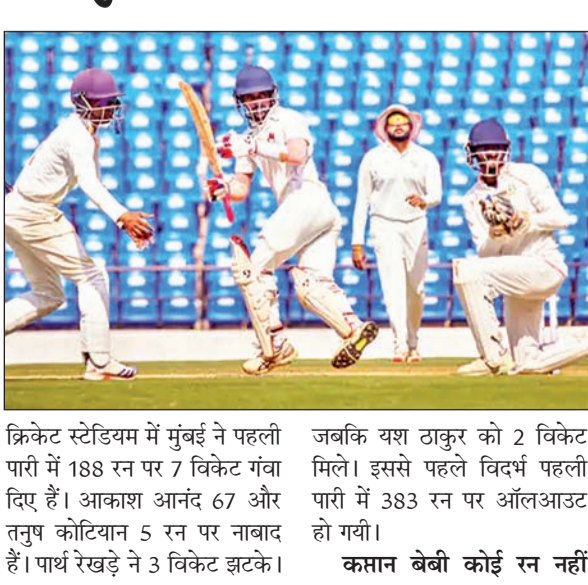 क्रिकेट स्टेडियम में मुंबई ने पहली
पारी में 188 रन पर 7 विकेट गंवा
दिए हैं। आकाश आनंद 67 और
तनुष कोटियान 5 रन पर नाबाद
हैं। पार्थ रेखड़े ने 3 विकेट झटके।
जबकि यश ठाकुर को 2 विकेट
मिले। इससे पहले विदर्भ पहली
पारी में 383 रन पर ऑलआउट
हो गयी।
कप्तान बेबी कोई रन नहीं